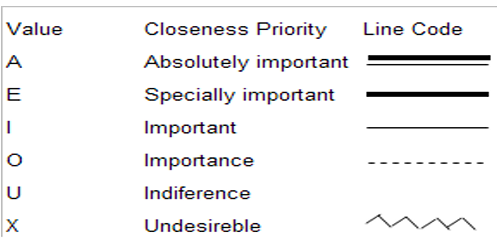 Value Closeness Priority Line Code
A Absolutely important
E Specially important
I Important
O Importance
U Indiference
X Undesireble